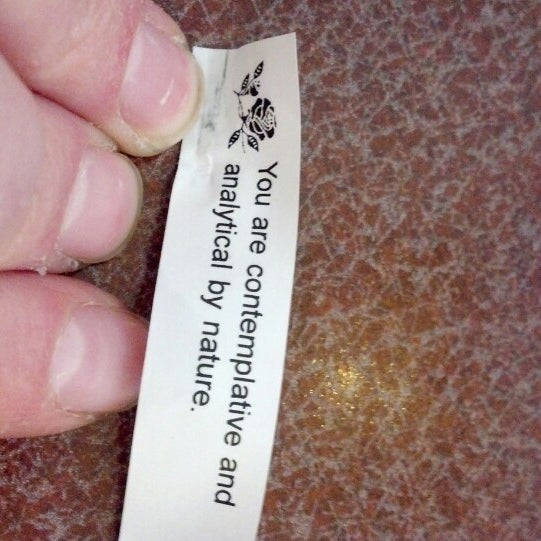 You are contemplative and
analytical by nature.